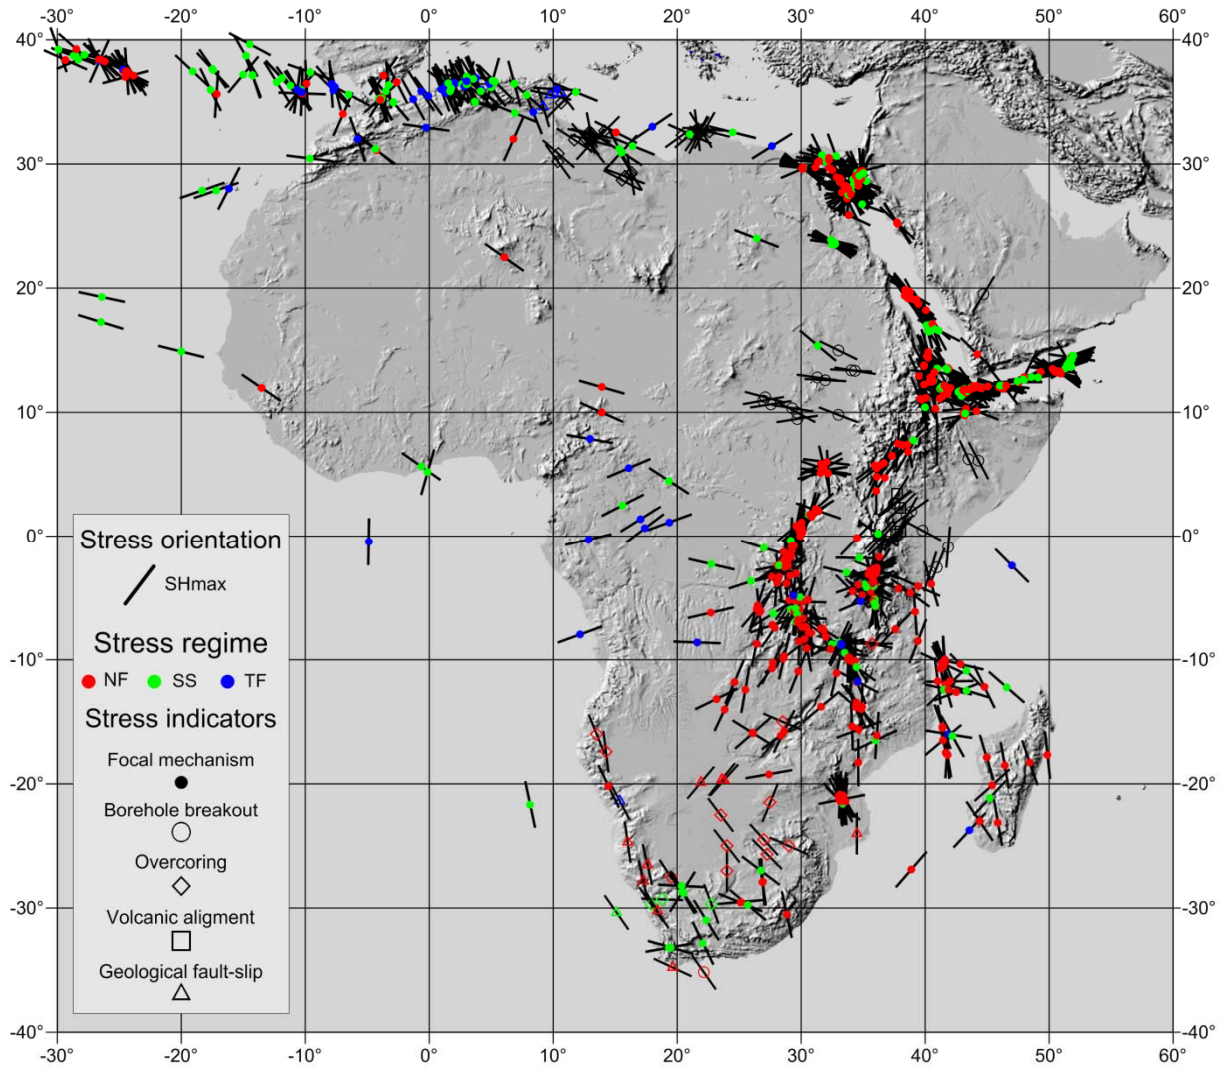 -30° -20° -10° 0° 10° 20° 30° 40° 50° 60°
40° 40°
30° 30°
20° 20°
10° 10°
0° 0°
-10° -10°
-20° -20°
-30° -30°
-40° -40°
-30° -20° -10° 0° 10° 20° 30° 40° 50° 60°
Stress orientation
SHmax
Stress regime
NF SS TF
Stress indicators
Focal mechanism
Borehole breakout
Overcoring
Volcanic aligment
Geological fault-slip